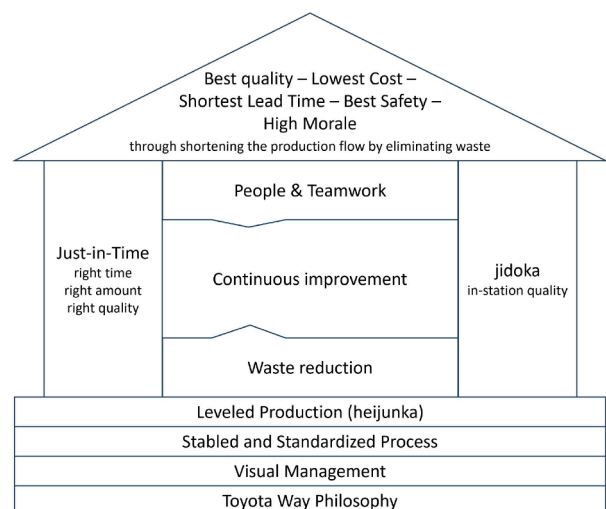 Best quality – Lowest Cost –
Shortest Lead Time – Best Safety –
High Morale
through shortening the production flow by eliminating waste
People & Teamwork
Just-in-Time
right time
right amount
right quality
Continuous improvement
jidoka
in-station quality
Waste reduction
Leveled Production (heijunka)
Stabled and Standardized Process
Visual Management
Toyota Way Philosophy